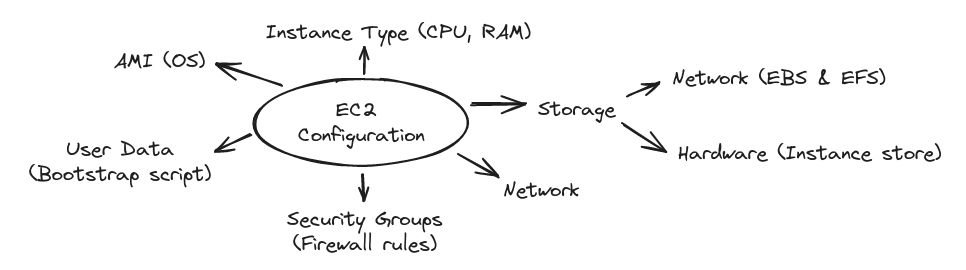 Instance Type (CPU, RAM)
AMI (OS)
Network (EBS & EFS)
EC2
Configuration
Storage
User Data
(Bootstrap script)
Hardware (Instance store)
Network
Security Groups
(Firewall rules)